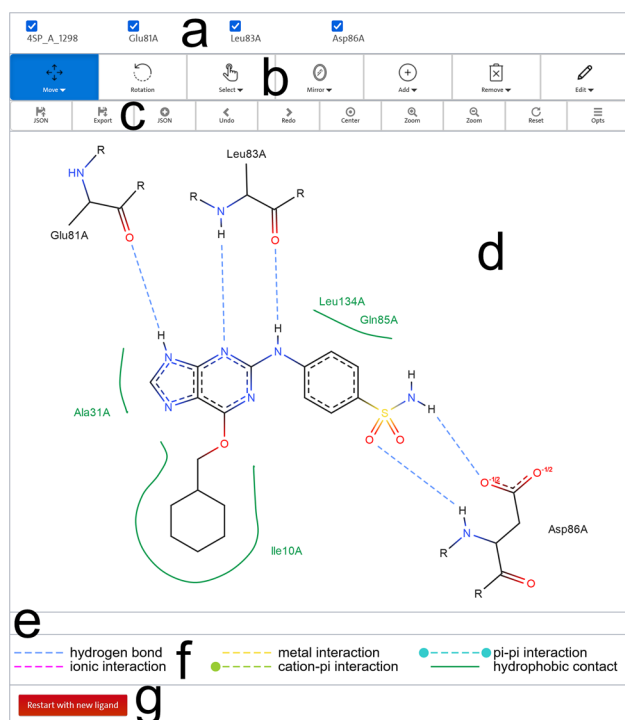 4SP_A_1298 Glu81A a Leu83A Asp86A
Move Rotation Select b Mirror Add Remove Edit
JSON Export c JSON Undo Redo Center Zoom Zoom Reset Opts
R Leu83A
HN R R N R
H O
Glu81A O
d
Leu134A
Gln85A
H H
N N N H
N N S N H
Ala31A O O O
O -1/2 O -1/2
H
N Asp86A
R
Ile10A
R O
e
hydrogen bond metal interaction pi-pi interaction
ionic interaction f cation-pi interaction hydrophobic contact
Restart with new ligand g